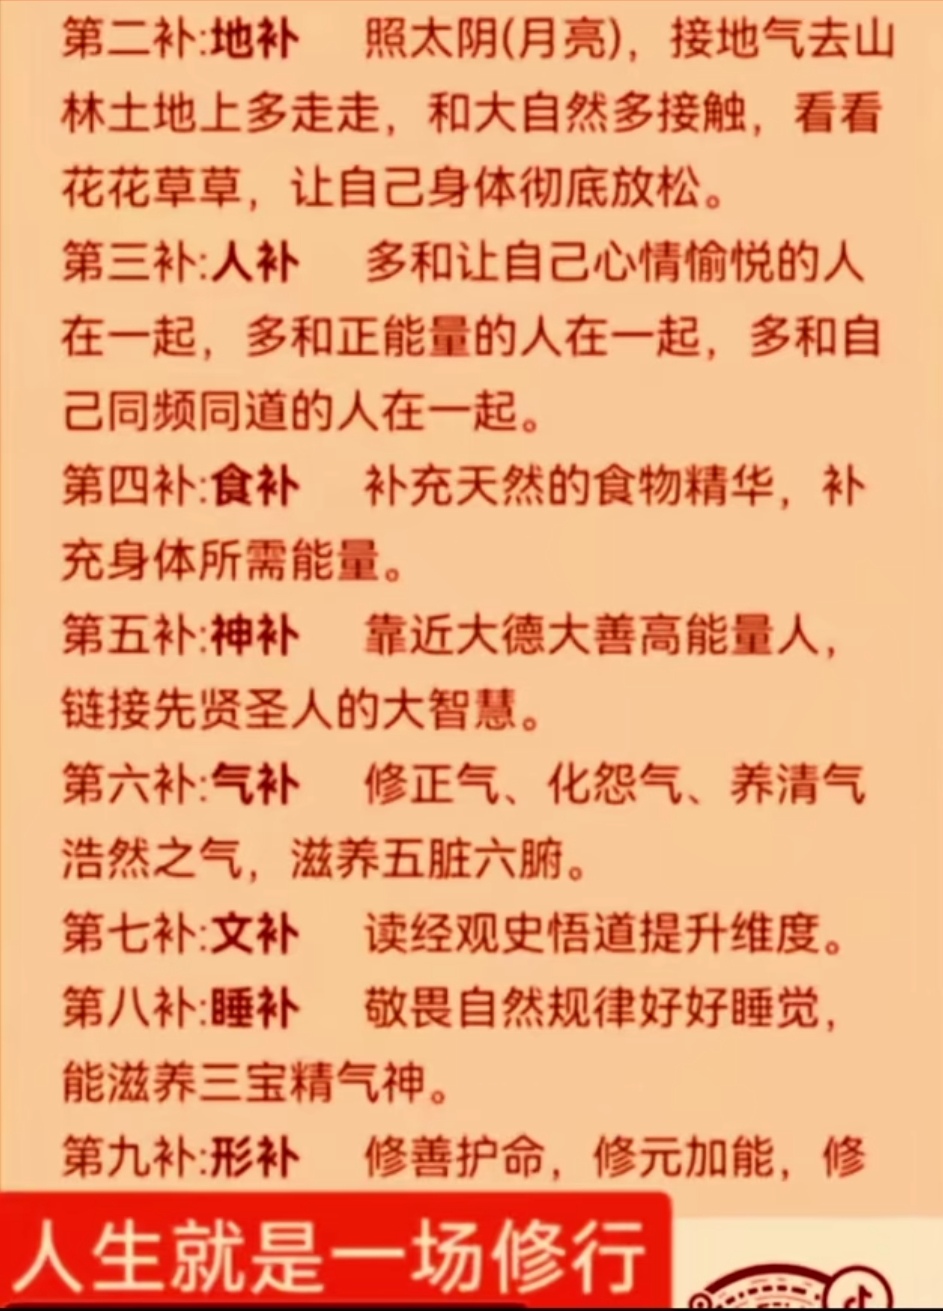 第二补:地补 照太阴(月亮)，接地气去山
林土地上多走走，和大自然多接触，看看
花花草草，让自己身体彻底放松。
第三补:人补 多和让自己心情愉悦的人
在一起，多和正能量的人在一起，多和自
己同频同道的人在一起。
第四补:食补 补充天然的食物精华，补
充身体所需能量。
第五补:神补 靠近大德大善高能量人，
链接先贤圣人的大智慧。
第六补:气补 修正气、化怨气、养清气
浩然之气，滋养五脏六腑。
第七补:文补 读经观史悟道提升维度。
第八补:睡补 敬畏自然规律好好睡觉，
能滋养三宝精气神。
第九补:形补 修善护命，修元加能，修
人生就是一场修行